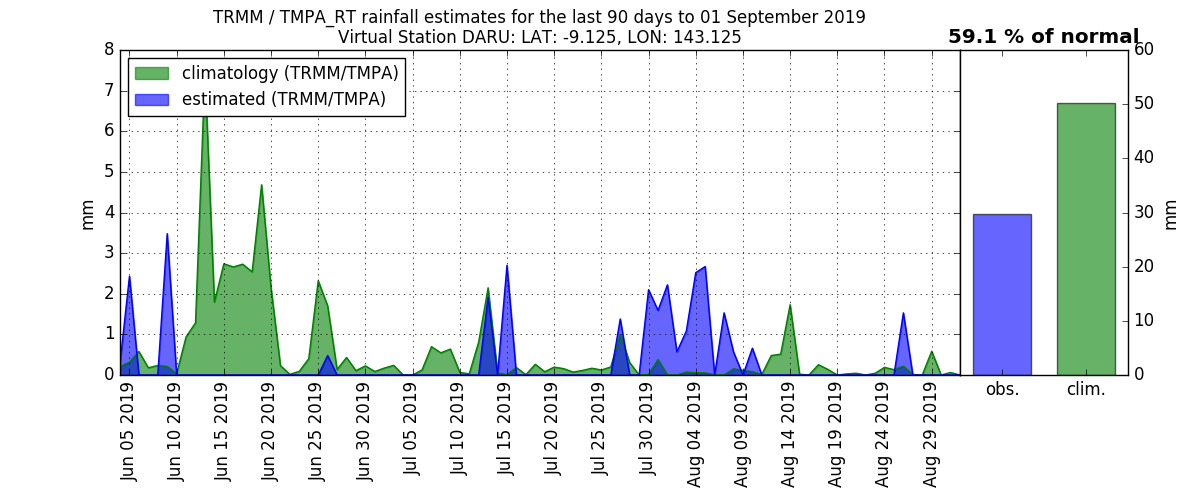 TRMM / TMPA_RT rainfall estimates for the last 90 days to 01 September 2019
Virtual Station DARU: LAT: -9.125, LON: 143.125
59.1 % of normal
climatology (TRMM/TMPA)
estimated (TRMM/TMPA)
mm
8
7
6
5
4
3
2
1
0
Jun 05 2019
Jun 10 2019
Jun 15 2019
Jun 20 2019
Jun 25 2019
Jun 30 2019
Jul 05 2019
Jul 10 2019
Jul 15 2019
Jul 20 2019
Jul 25 2019
Jul 30 2019
Aug 04 2019
Aug 09 2019
Aug 14 2019
Aug 19 2019
Aug 24 2019
Aug 29 2019
obs.
clim.
60
50
40
30
20
10
0
mm